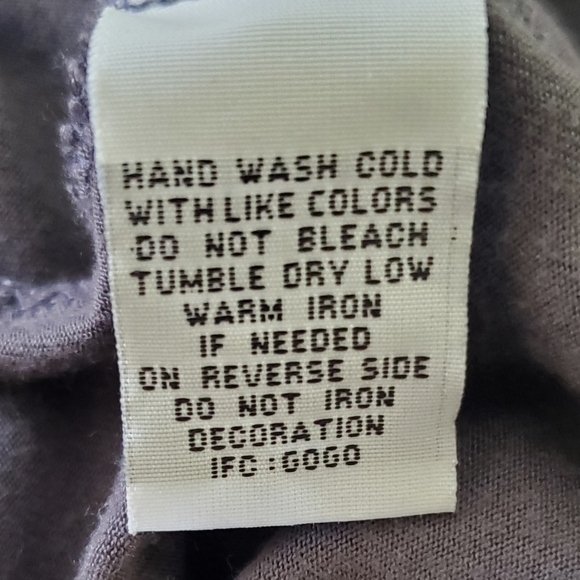 HAND WASH COLD
WITH LIKE COLORS
DO NOT BLEACH
TUMBLE DRY LOW
WARM IRON
IF NEEDED
ON REVERSE SIDE
DO NOT IRON
DECORATION
IFC:GOGO